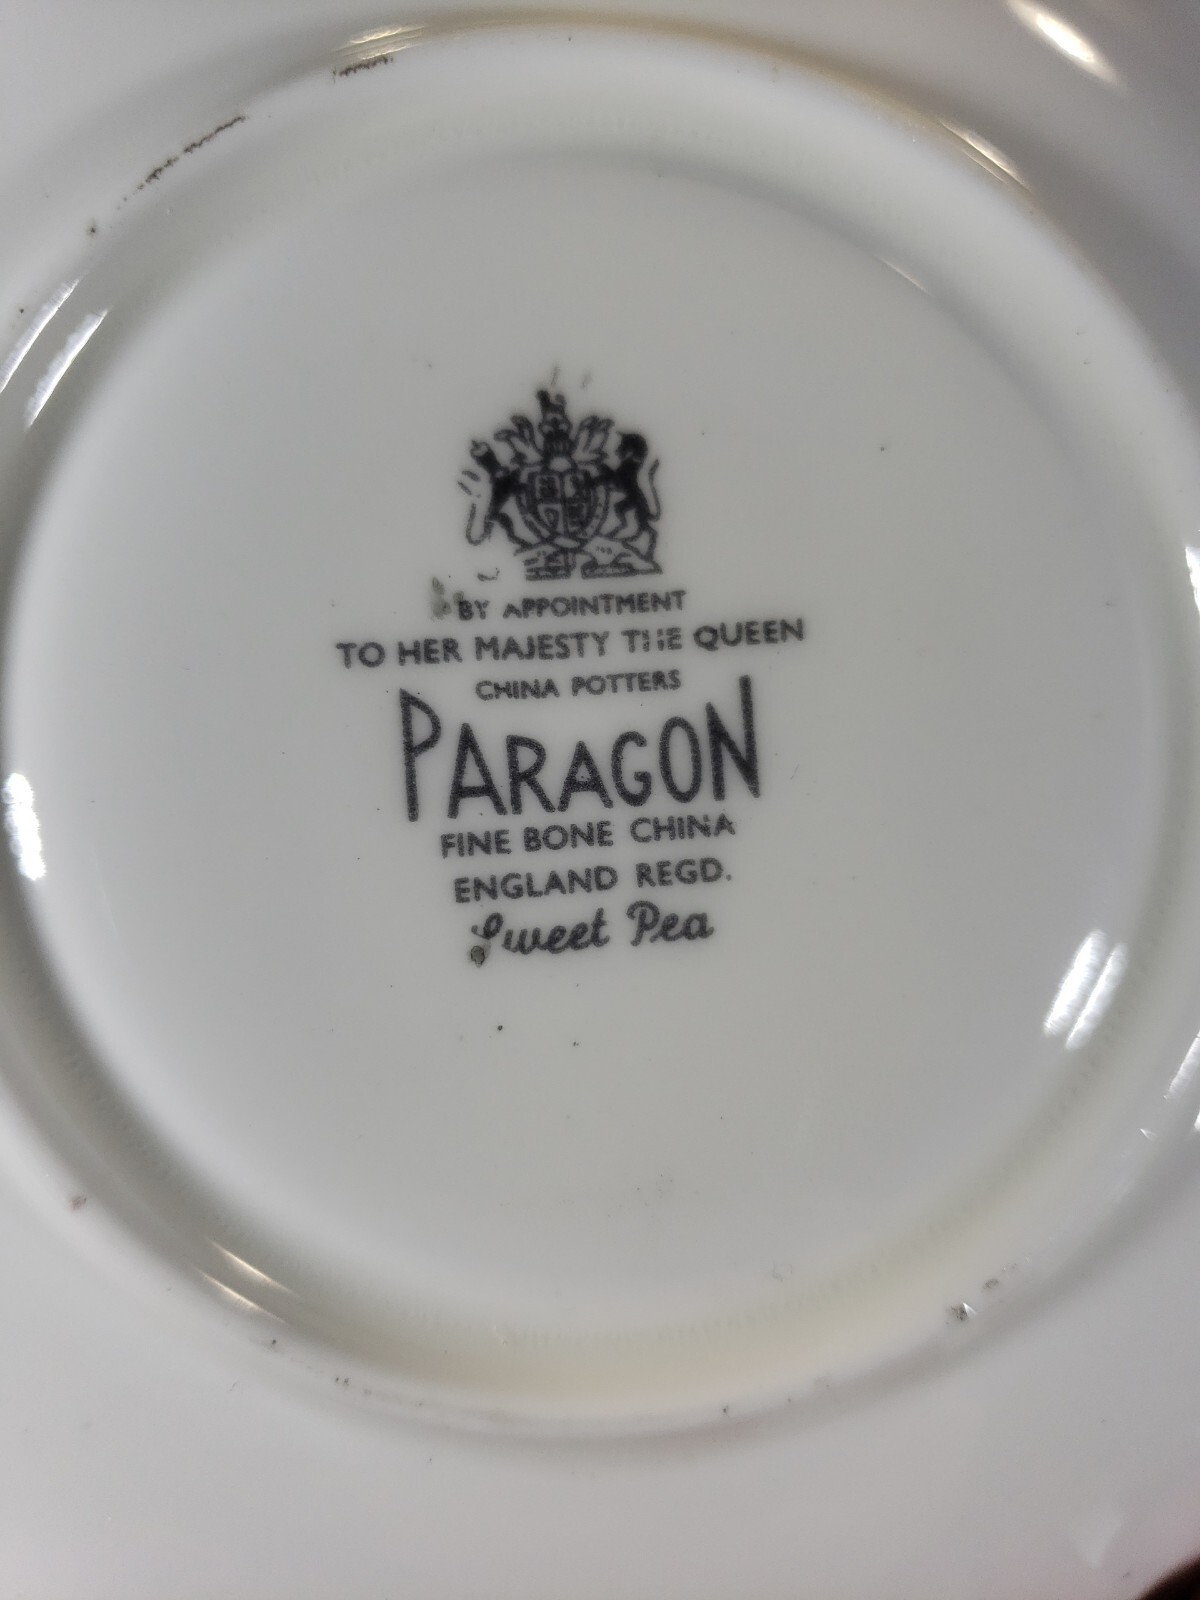 BY APPOINTMENT
TO HER MAJESTY THE QUEEN
CHINA POTTERS
PARAGON
FINE BONE CHINA
ENGLAND REGD.
Sweet Pea